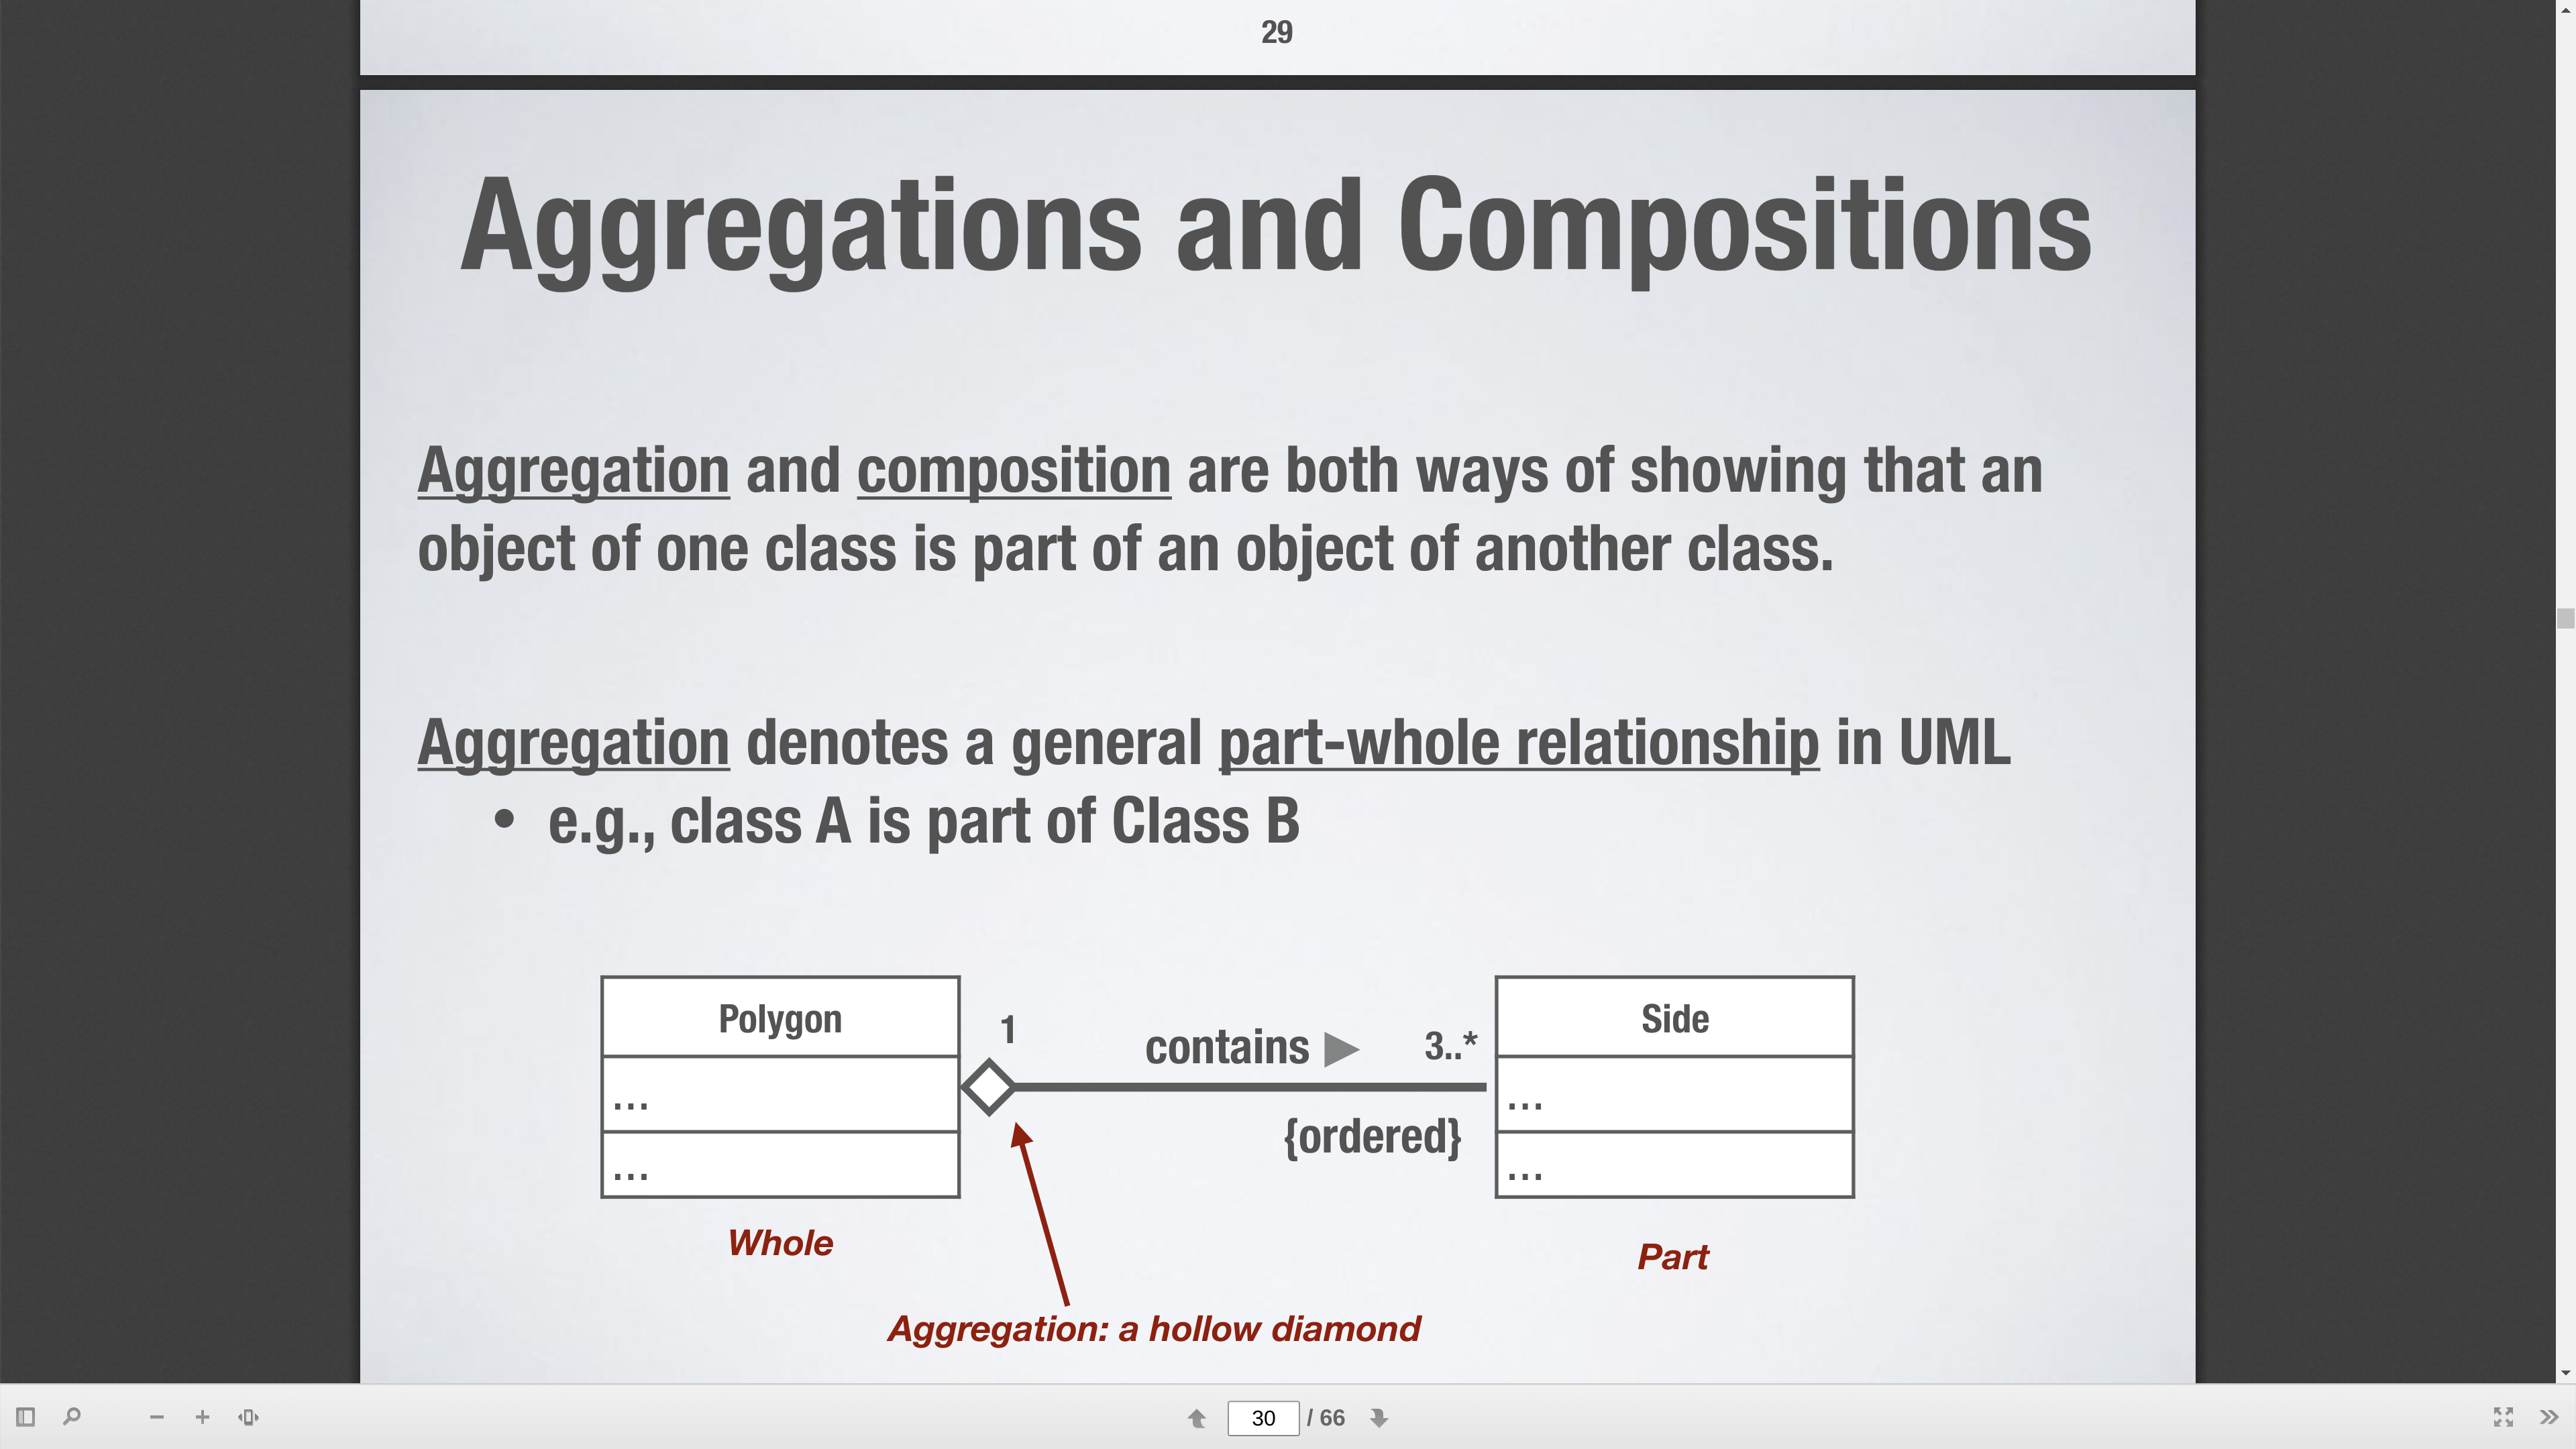 29
Aggregations and Compositions
Aggregation and composition are both ways of showing that an
object of one class is part of an object of another class.
Aggregation denotes a general part-whole relationship in UML
• e.g., class A is part of Class B
Polygon
...
...
1
contains ▶
3..*
{ordered}
Side
...
...
Whole
Part
Aggregation: a hollow diamond
30 / 66